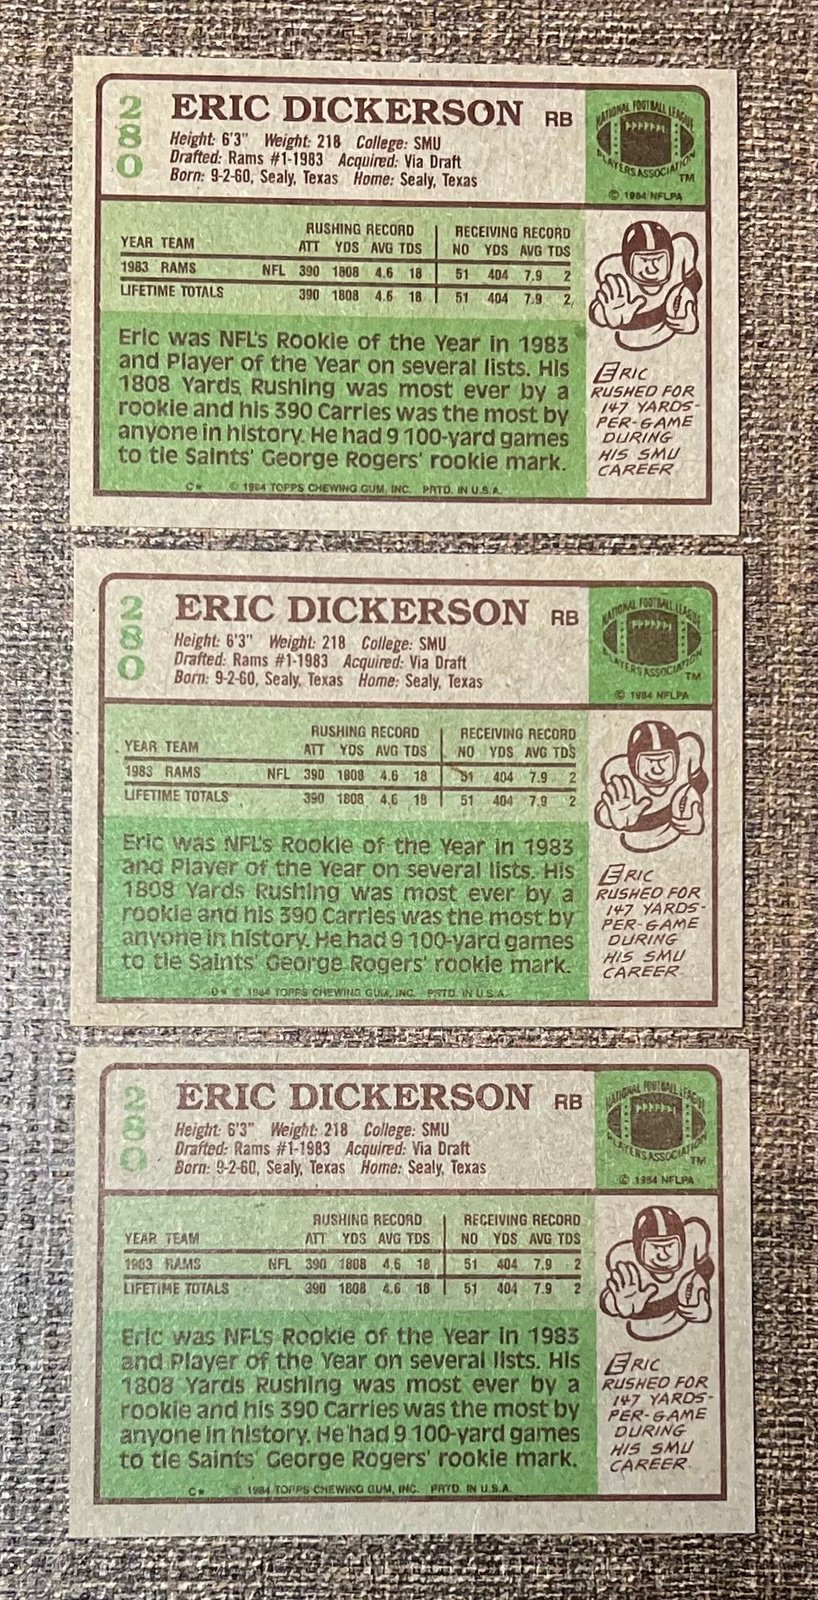 280
ERIC DICKERSON RB
Height: 6'3" Weight: 218 College: SMU
Drafted: Rams #1-1983 Acquired: Via Draft
Born: 9-2-60, Sealy, Texas Home: Sealy, Texas
NATIONAL FOOTBALL LEAGUE
PLAYERS ASSOCIATION
TM
© 1984 NFLPA
RUSHING RECORD RECEIVING RECORD
YEAR TEAM ATT YDS AVG TDS NO YDS AVG TDS
1983 RAMS NFL 390 1808 4.6 18 51 404 7.9 2
LIFETIME TOTALS 390 1808 4.6 18 51 404 7.9 2
Eric was NFL's Rookie of the Year in 1983
and Player of the Year on several lists. His
1808 Yards Rushing was most ever by a
rookie and his 390 Carries was the most by
anyone in history. He had 9 100-yard games
to tie Saints' George Rogers' rookie mark.
C* © 1984 TOPPS CHEWING GUM, INC. PRTD. IN U.S.A.
ERIC
RUSHED FOR
147 YARDS-
PER-GAME
DURING
HIS SMU
CAREER.
280
ERIC DICKERSON RB
Height: 6'3" Weight: 218 College: SMU
Drafted: Rams #1-1983 Acquired: Via Draft
Born: 9-2-60, Sealy, Texas Home: Sealy, Texas
NATIONAL FOOTBALL LEAGUE
PLAYERS ASSOCIATION
TM
© 1984 NFLPA
RUSHING RECORD RECEIVING RECORD
YEAR TEAM ATT YDS AVG TDS NO YDS AVG TDS
1983 RAMS NFL 390 1808 4.6 18 51 404 7.9 2
LIFETIME TOTALS 390 1808 4.6 18 51 404 7.9 2
Eric was NFL's Rookie of the Year in 1983
and Player of the Year on several lists. His
1808 Yards Rushing was most ever by a
rookie and his 390 Carries was the most by
anyone in history. He had 9 100-yard games
to tie Saints' George Rogers' rookie mark.
D* © 1984 TOPPS CHEWING GUM, INC. PRTD. IN U.S.A.
ERIC
RUSHED FOR
147 YARDS-
PER-GAME
DURING
HIS SMU
CAREER.
280
ERIC DICKERSON RB
Height: 6'3" Weight: 218 College: SMU
Drafted: Rams #1-1983 Acquired: Via Draft
Born: 9-2-60, Sealy, Texas Home: Sealy, Texas
NATIONAL FOOTBALL LEAGUE
PLAYERS ASSOCIATION
TM
© 1984 NFLPA
RUSHING RECORD RECEIVING RECORD
YEAR TEAM ATT YDS AVG TDS NO YDS AVG TDS
1983 RAMS NFL 390 1808 4.6 18 51 404 7.9 2
LIFETIME TOTALS 390 1808 4.6 18 51 404 7.9 2
Eric was NFL's Rookie of the Year in 1983
and Player of the Year on several lists. His
1808 Yards Rushing was most ever by a
rookie and his 390 Carries was the most by
anyone in history. He had 9 100-yard games
to tie Saints' George Rogers' rookie mark.
C* © 1984 TOPPS CHEWING GUM, INC. PRTD. IN U.S.A.
ERIC
RUSHED FOR
147 YARDS-
PER-GAME
DURING
HIS SMU
CAREER.